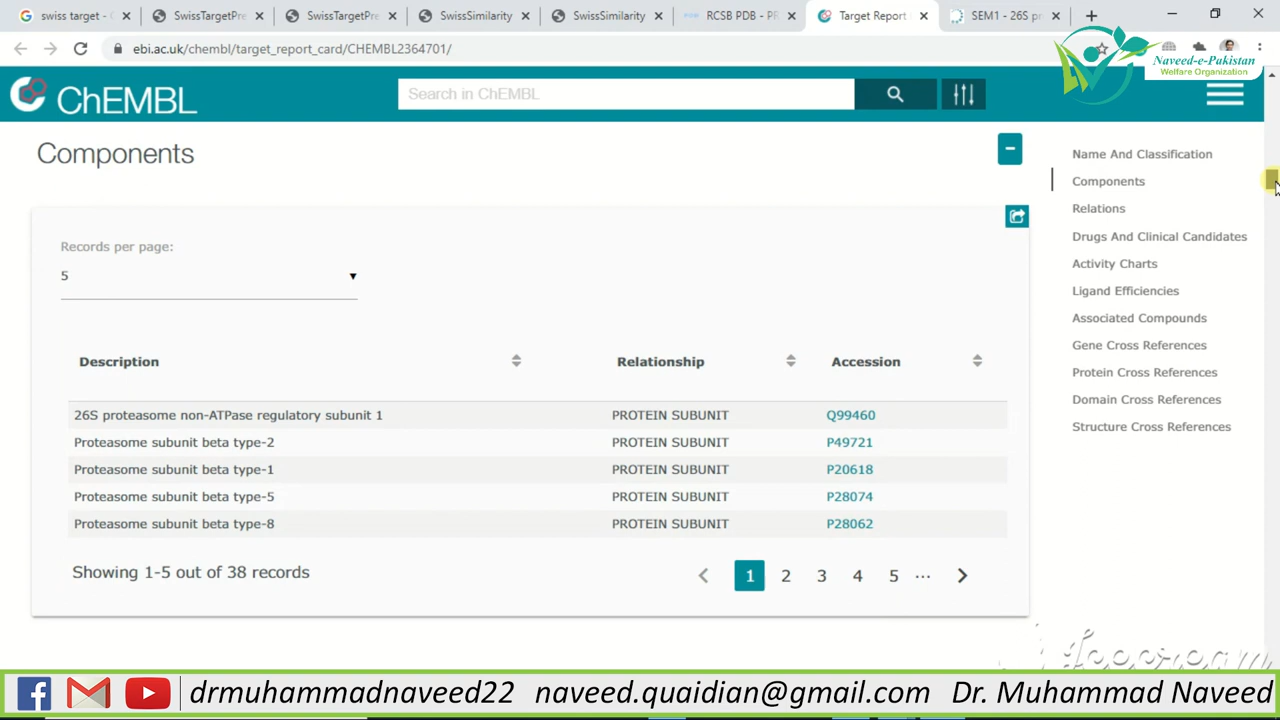 swiss target - G
SwissTargetPre
swissTargetPre
SwissSimilarity
SwissSimilarity
RCSB PDB - PR
Target Report
SEM1 - 26S pr
ebi.ac.uk/chembl/target_report_card/CHEMBL2364701/
Naveed-e-Pakistan
Welfare Organization
ChEMBL
Search in ChEMBL
Components
Name And Classification
Components
Relations
Drugs And Clinical Candidates
Activity Charts
Ligand Efficiencies
Associated Compounds
Gene Cross References
Protein Cross References
Domain Cross References
Structure Cross References
Records per page:
5
Description Relationship Accession
26S proteasome non-ATPase regulatory subunit 1 PROTEIN SUBUNIT Q99460
Proteasome subunit beta type-2 PROTEIN SUBUNIT P49721
Proteasome subunit beta type-1 PROTEIN SUBUNIT P20618
Proteasome subunit beta type-5 PROTEIN SUBUNIT P28074
Proteasome subunit beta type-8 PROTEIN SUBUNIT P28062
Showing 1-5 out of 38 records
1 2 3 4 5 ...
drmuhammadnaveed22 naveed.quaidian@gmail.com Dr. Muhammad Naveed